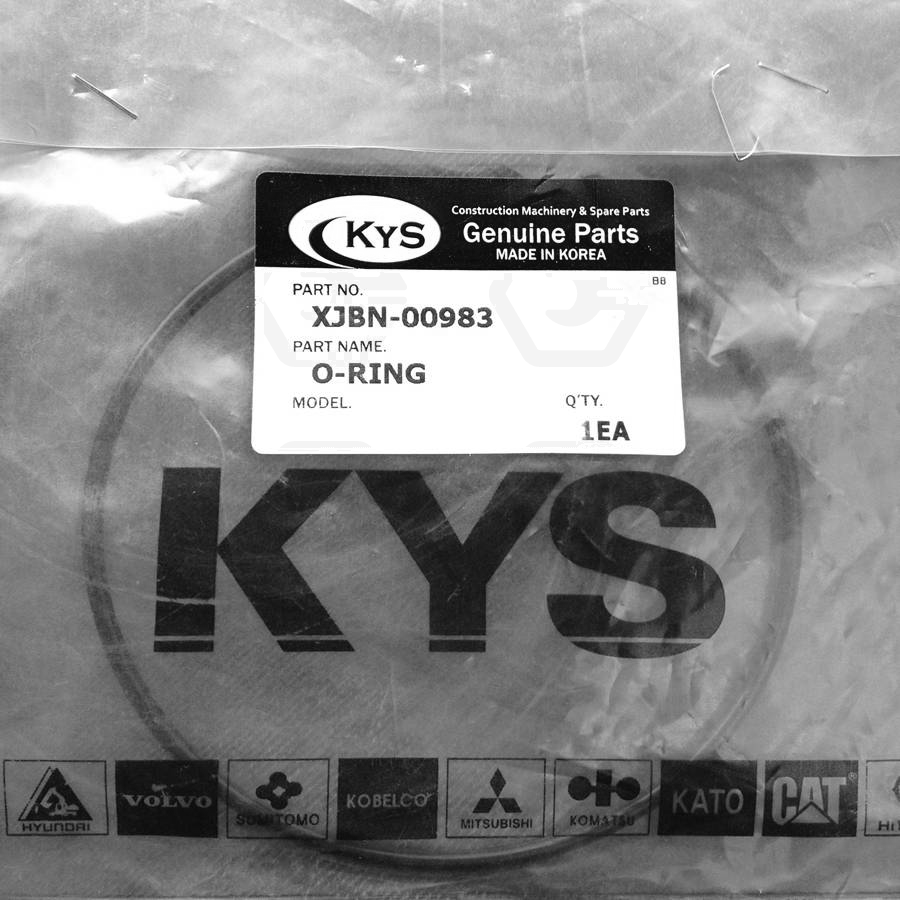 KYS
Construction Machinery & Spare Parts
Genuine Parts
MADE IN KOREA
BB
PART NO.
XJBN-00983
PART NAME.
O-RING
MODEL.
Q'TY.
1EA
KYS
HYUNDAI
VOLVO
SUMITOMO
KOBELCO
MITSUBISHI
KOMATSU
KATO
CAT®